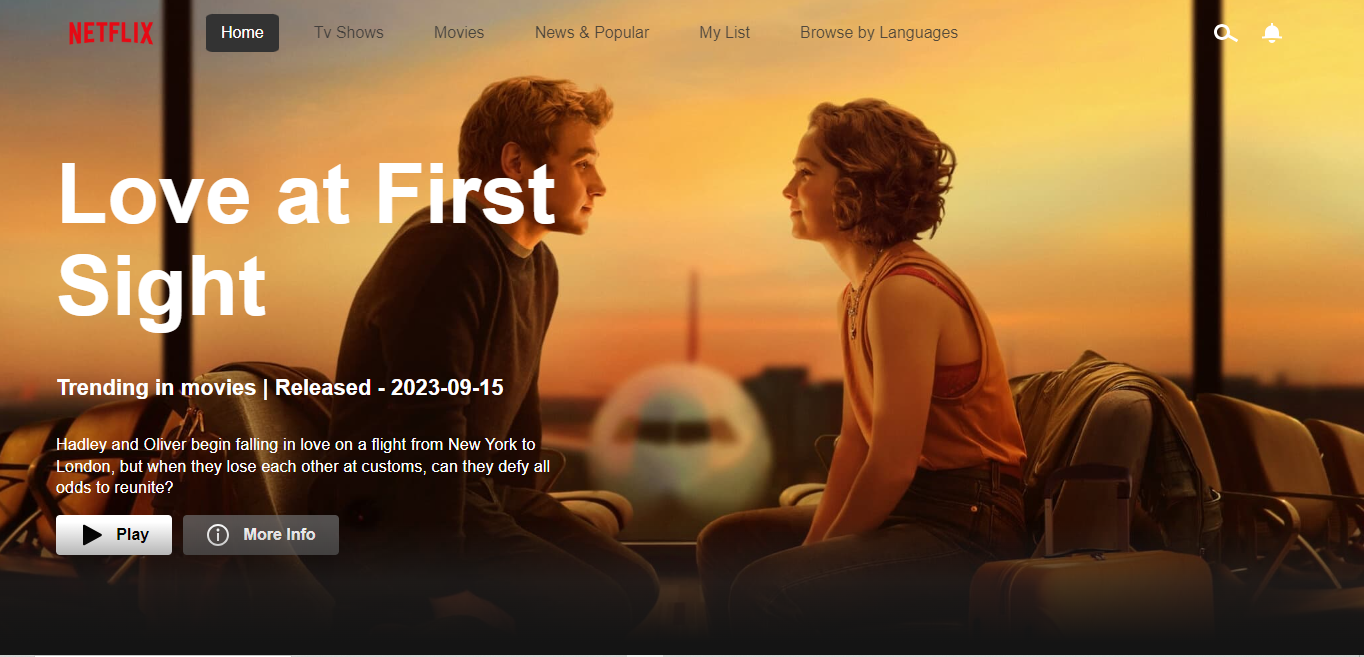 NETFLIX Home Tv Shows Movies News & Popular My List Browse by Languages
Love at First
Sight
Trending in movies | Released - 2023-09-15
Hadley and Oliver begin falling in love on a flight from New York to
London, but when they lose each other at customs, can they defy all
odds to reunite?
Play More Info